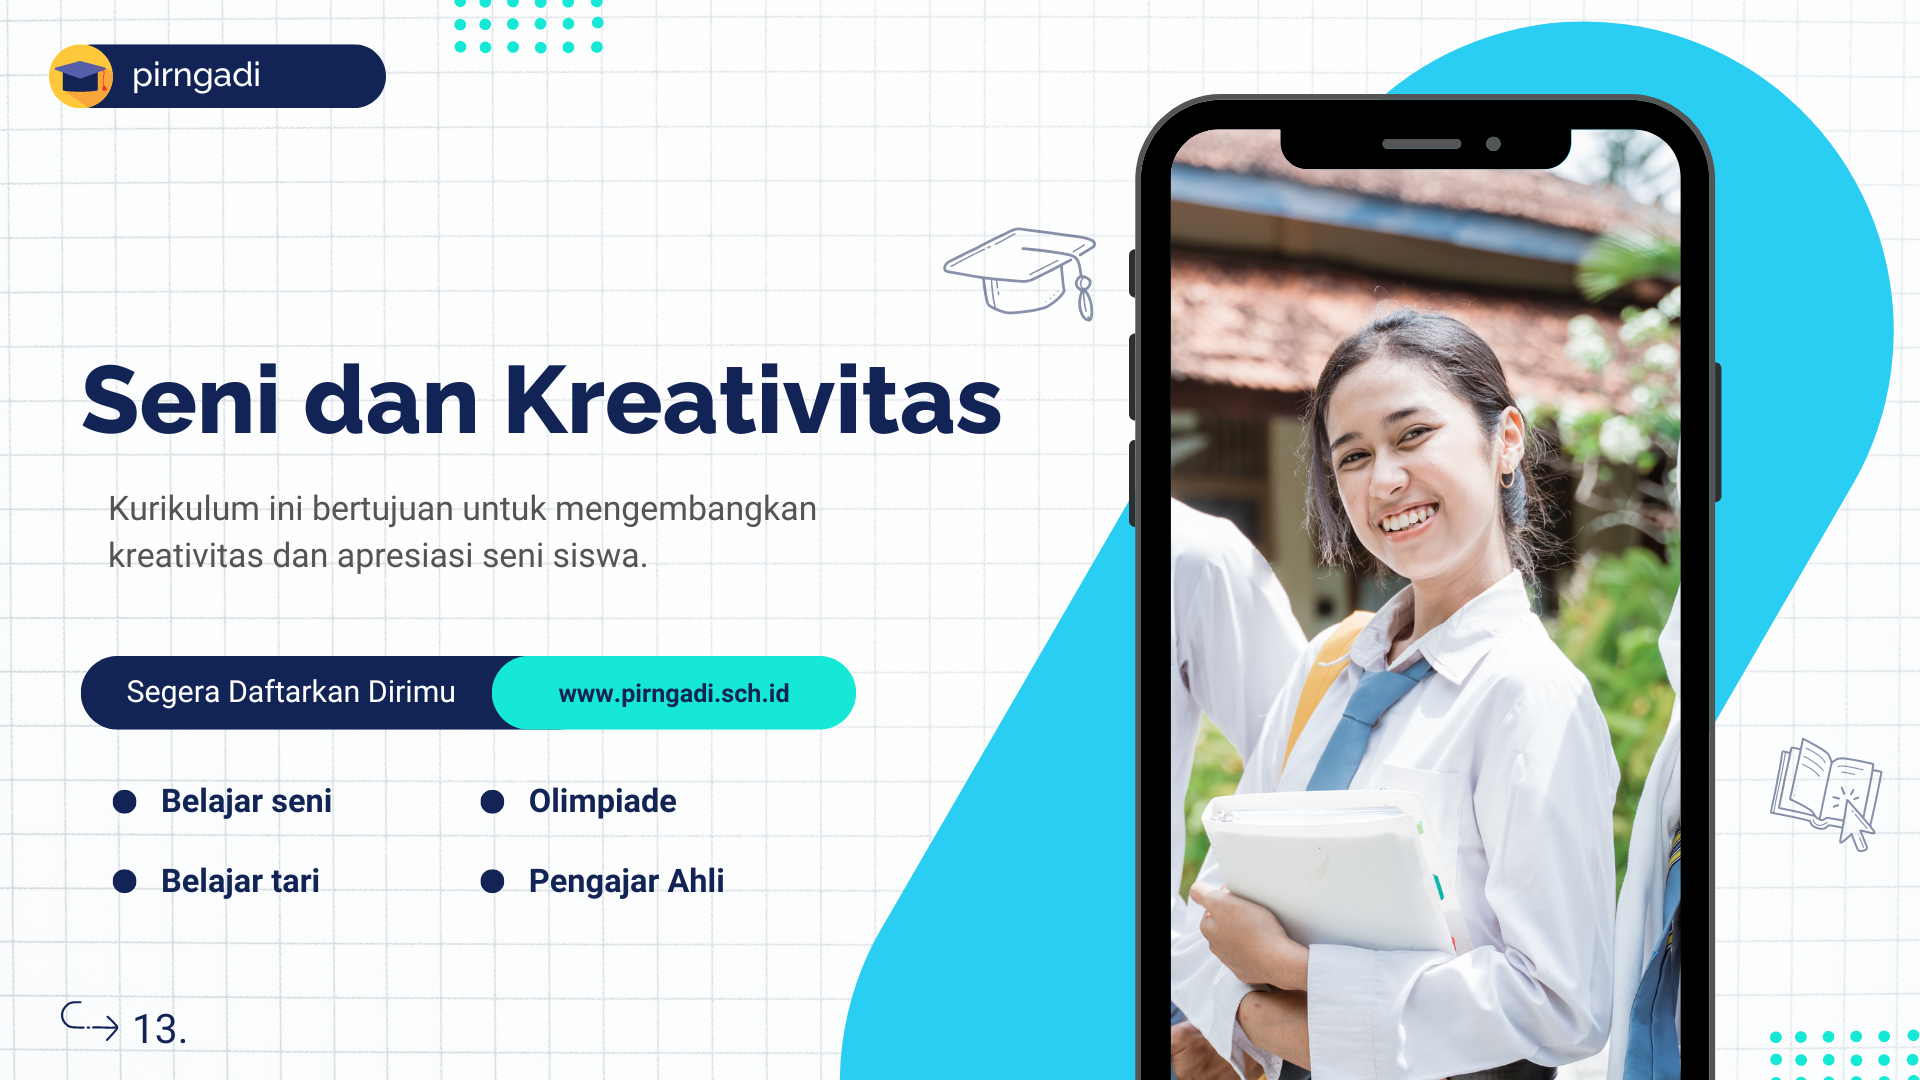 pirngadi
Seni dan Kreativitas
Kurikulum ini bertujuan untuk mengembangkan
kreativitas dan apresiasi seni siswa.
Segera Daftarkan Dirimu
www.pirngadi.sch.id
Belajar seni
Olimpiade
Belajar tari
Pengajar Ahli
13.